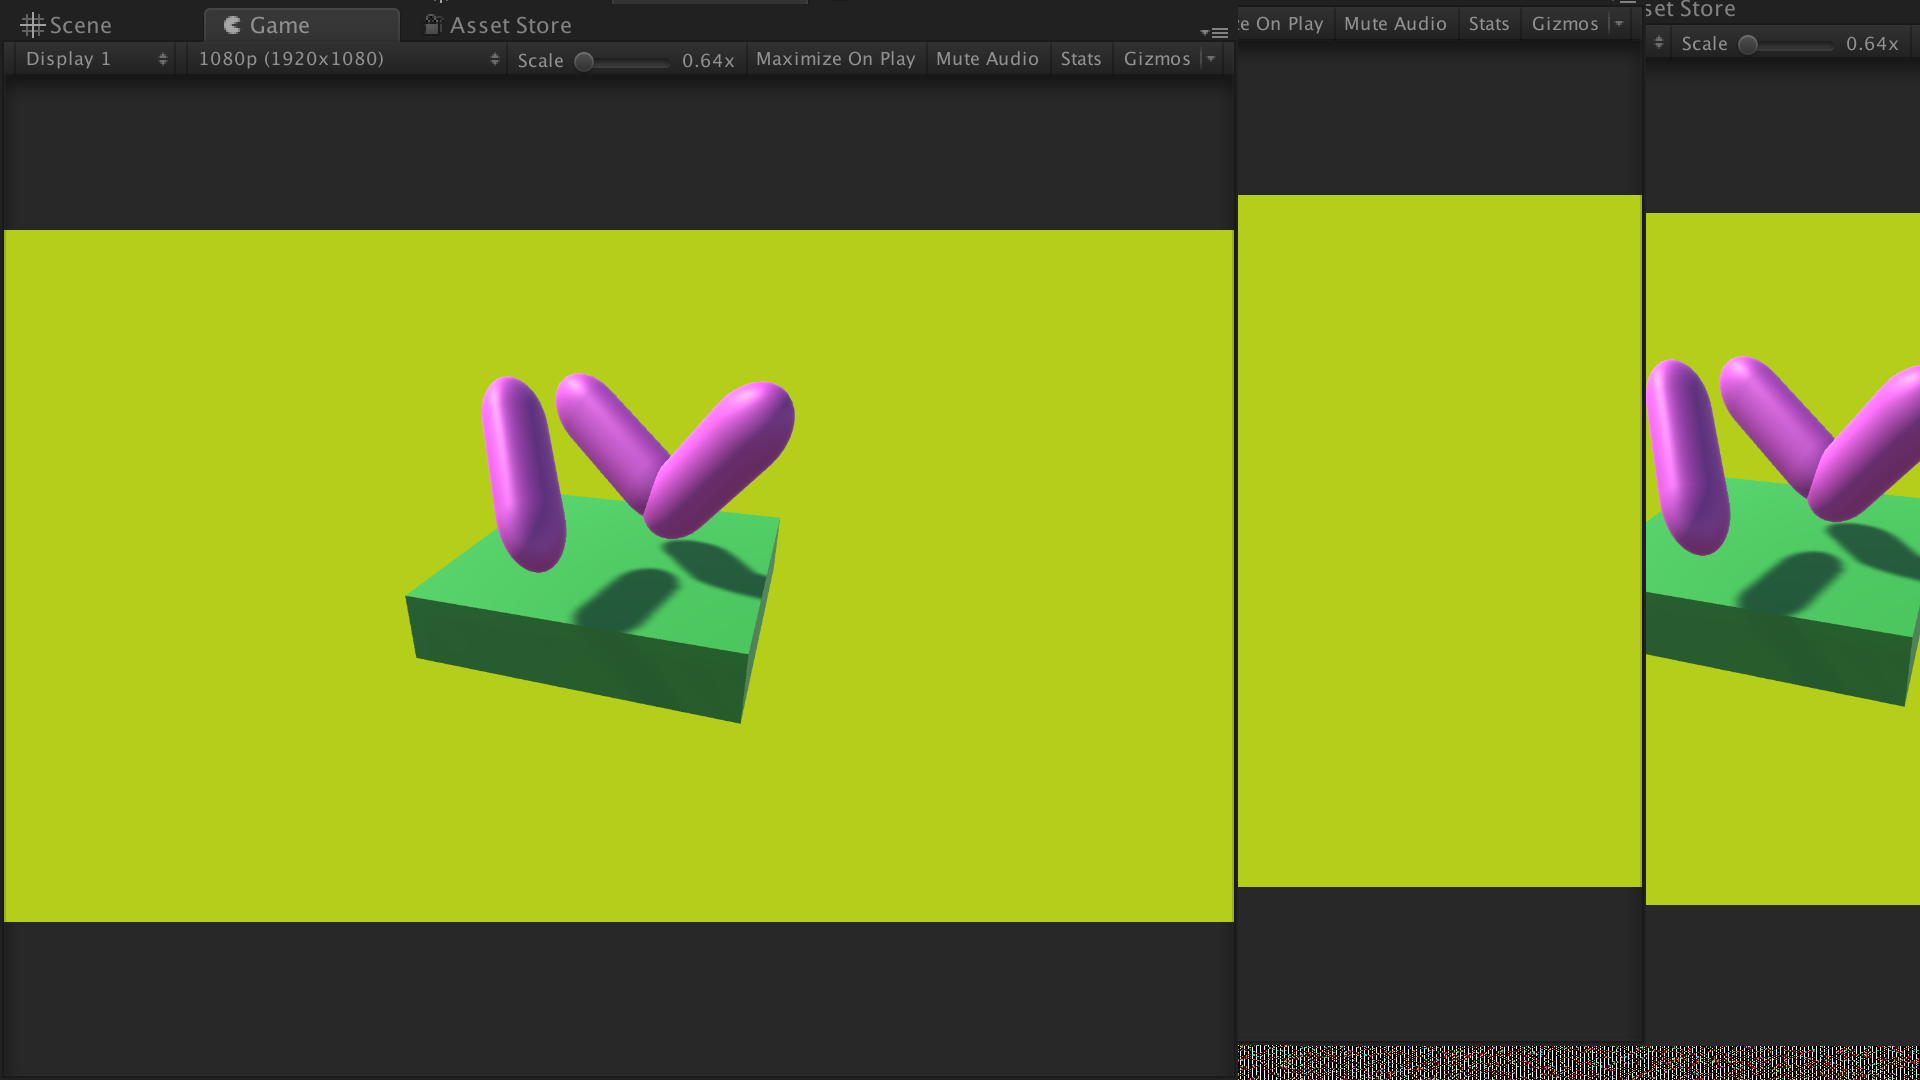 Scene Game Asset Store
Display 1 1080p (1920x1080) Scale 0.64x Maximize On Play Mute Audio Stats Gizmos
On Play Mute Audio Stats Gizmos
set Store
Scale 0.64x